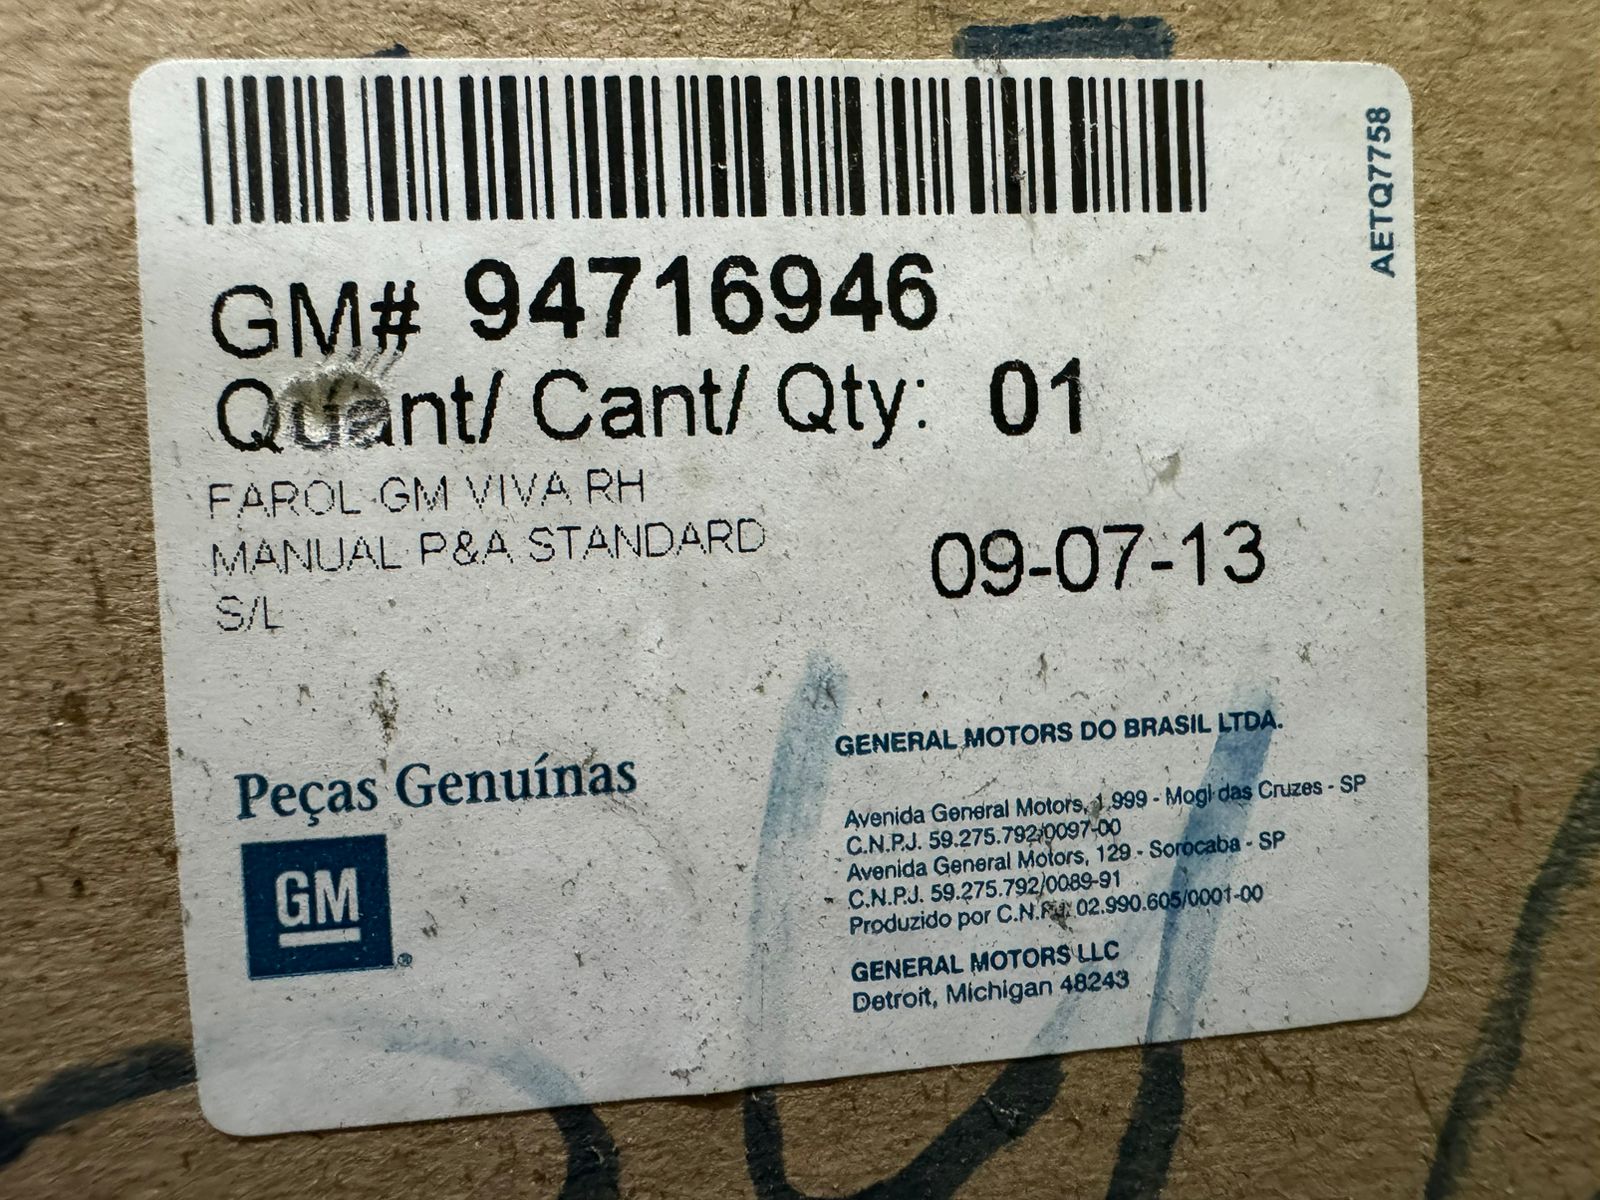 GM# 94716946
Quant/ Cant/ Qty: 01
FAROL GM VIVA RH
MANUAL P&A STANDARD
S/L
09-07-13
AETQ7758
Peças Genuínas
GM®
GENERAL MOTORS DO BRASIL LTDA.
Avenida General Motors, 1.999 - Mogi das Cruzes - SP
C.N.P.J. 59.275.792/0097-00
Avenida General Motors, 129 - Sorocaba - SP
C.N.P.J. 59.275.792/0089-91
Produzido por C.N.P.J. 02.990.605/0001-00
GENERAL MOTORS LLC
Detroit, Michigan 48243